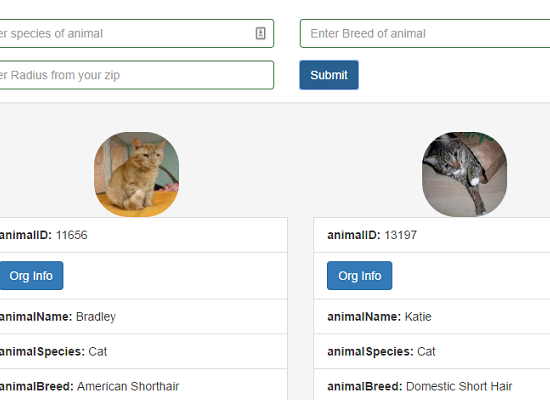 er species of animal
Enter Breed of animal
er Radius from your zip
Submit
animalID: 11656
Org Info
animalName: Bradley
animalSpecies: Cat
animalBreed: American Shorthair
animalID: 13197
Org Info
animalName: Katie
animalSpecies: Cat
animalBreed: Domestic Short Hair